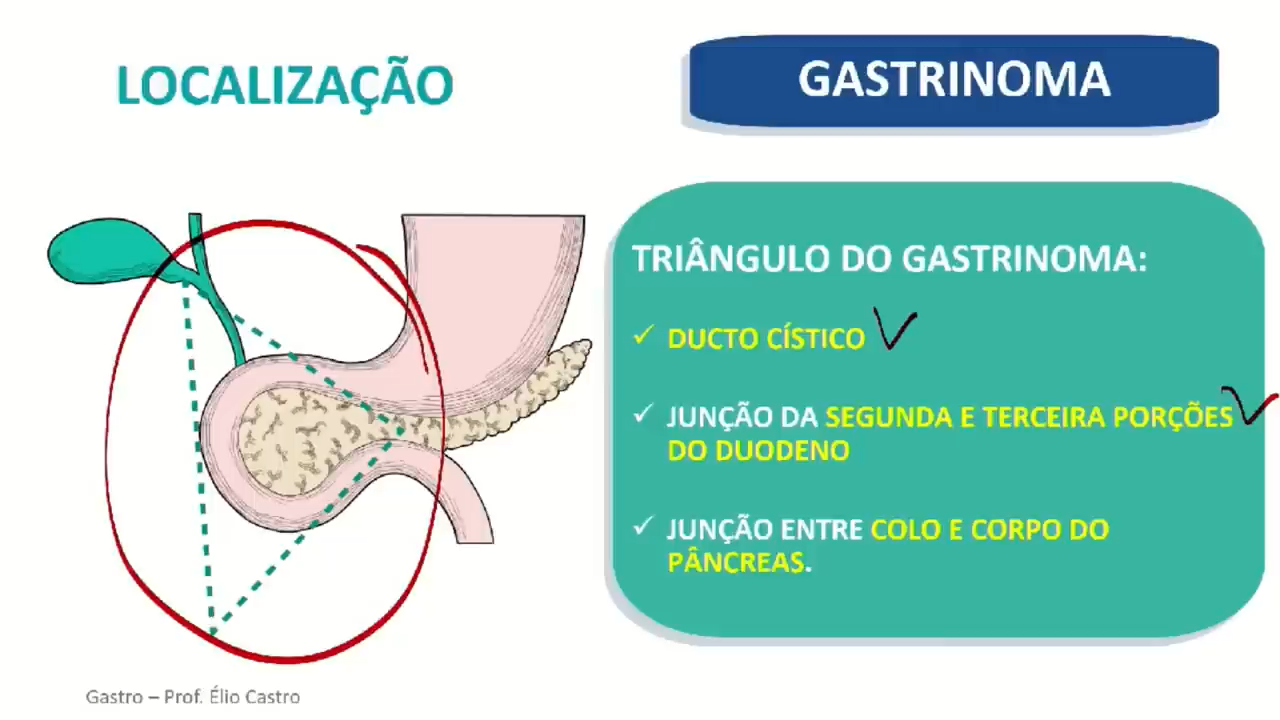 LOCALIZAÇÃO
GASTRINOMA
TRIÂNGULO DO GASTRINOMA:
✓ DUCTO CÍSTICO
✓ JUNÇÃO DA SEGUNDA E TERCEIRA PORÇÕES
DO DUODENO
✓ JUNÇÃO ENTRE COLO E CORPO DO
PÂNCREAS.
Gastro – Prof. Élio Castro